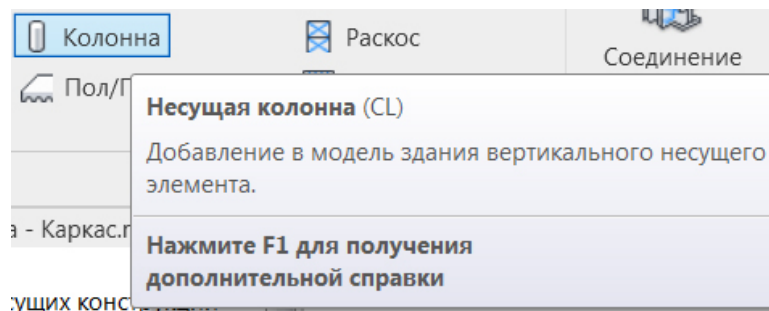 Колонна
Раскос
Соединение
Пол/
Несущая колонна (CL)
Добавление в модель здания вертикального несущего
элемента.
а - Каркас.r
Нажмите F1 для получения
дополнительной справки
сущих